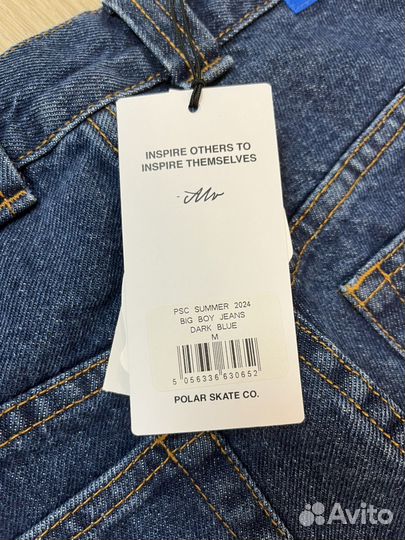 INSPIRE OTHERS TO
INSPIRE THEMSELVES
PSC SUMMER 2024
BIG BOY JEANS
DARK BLUE
M
5 056336 630652
POLAR SKATE CO.
Avito